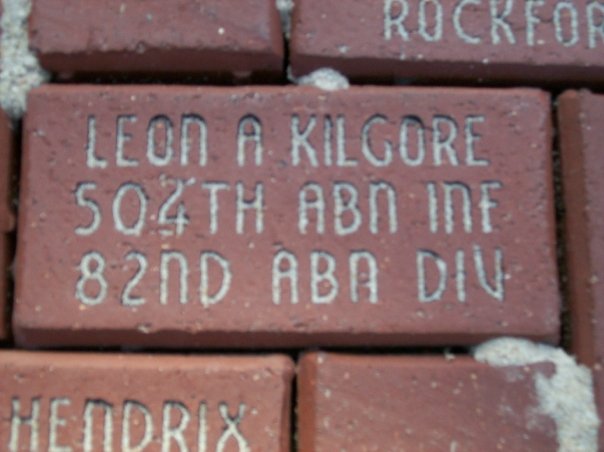 ROCKFOR
LEON A KILGORE
504TH ABN INF
82ND ABN DIV
HENDRIX